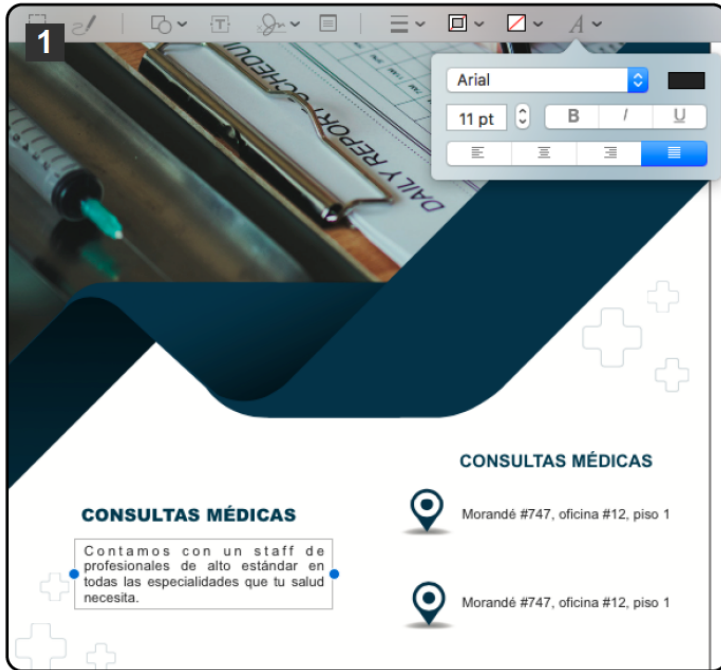 1
T
A
Arial
11 pt
B I U
DAILY REPORT SCHEDU
CONSULTAS MÉDICAS
Morandé #747, oficina #12, piso 1
CONSULTAS MÉDICAS
Contamos con un staff de
profesionales de alto estándar en
todas las especialidades que tu salud
necesita.
Morandé #747, oficina #12, piso 1